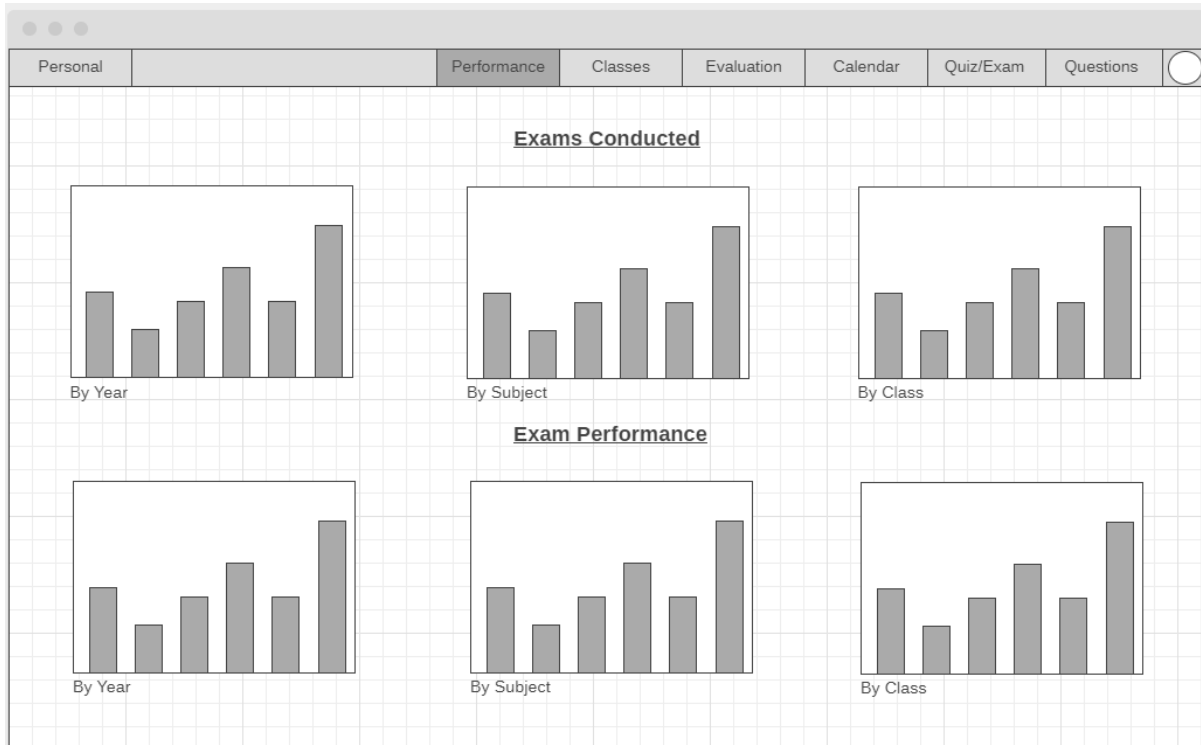 Personal Performance Classes Evaluation Calendar Quiz/Exam Questions
Exams Conducted
By Year By Subject By Class
Exam Performance
By Year By Subject By Class